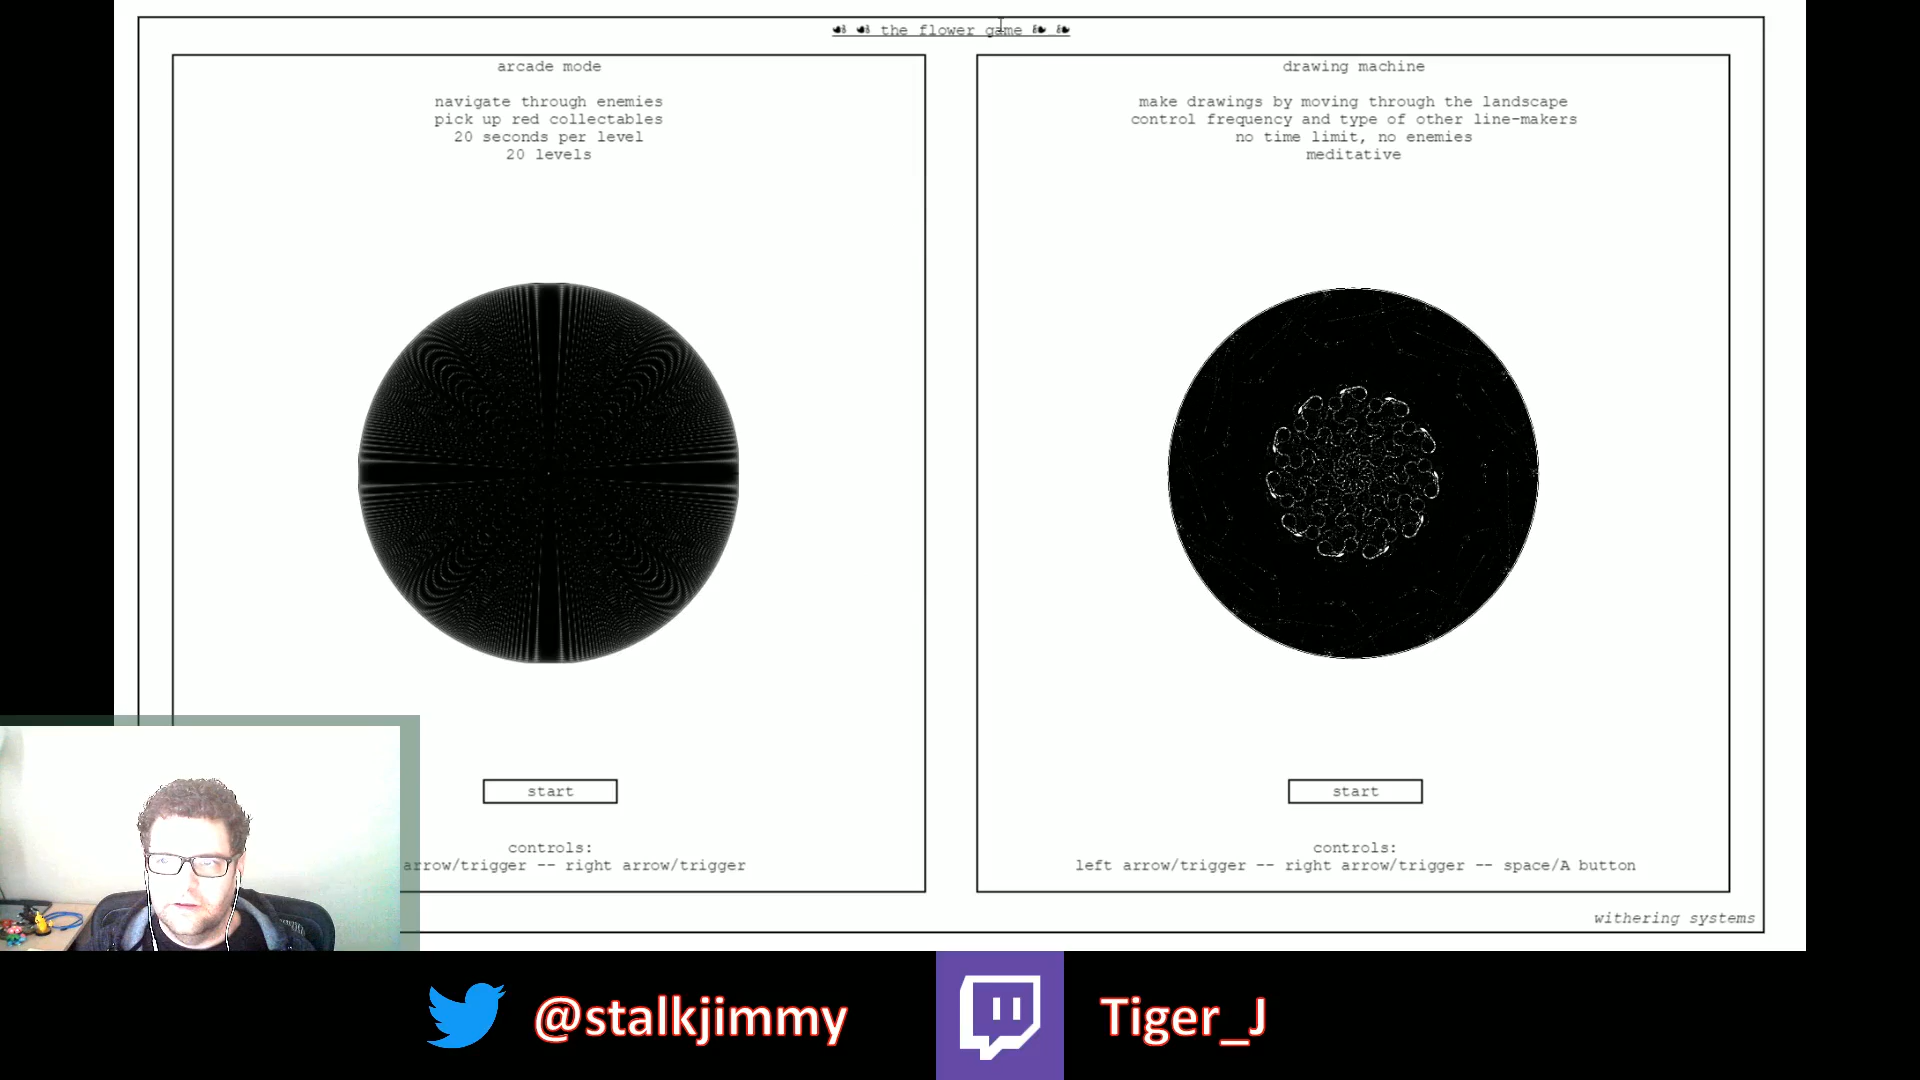 ☙ ☙ the flower game ❧ ❧
arcade mode
navigate through enemies
pick up red collectables
20 seconds per level
20 levels
start
controls:
arrow/trigger -- right arrow/trigger
drawing machine
make drawings by moving through the landscape
control frequency and type of other line-makers
no time limit, no enemies
meditative
start
controls:
left arrow/trigger -- right arrow/trigger -- space/A button
withering systems
@stalkjimmy
Tiger_J